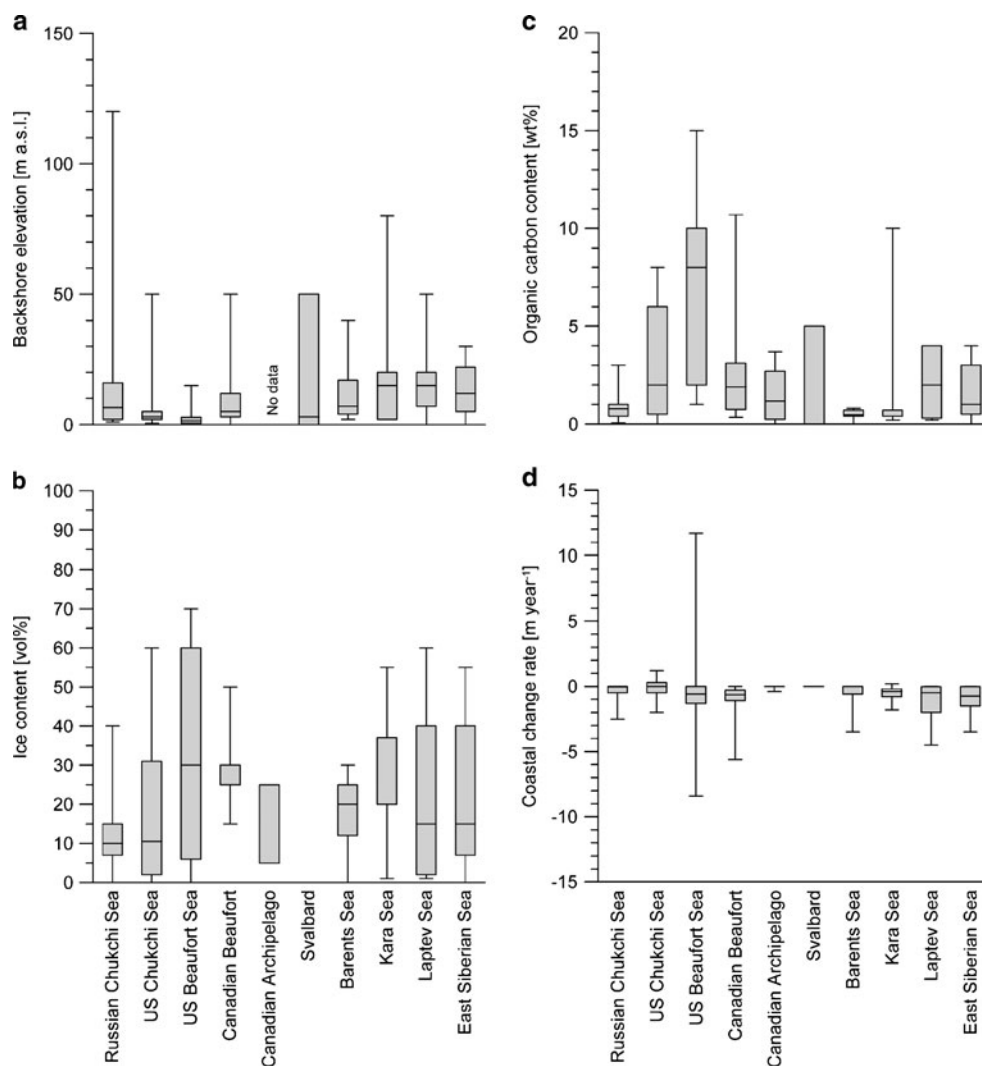 a
150
100
50
0
Backshore elevation [m a.s.l.]
No data
c
20
15
10
5
0
Organic carbon content [wt%]
b
100
90
80
70
60
50
40
30
20
10
0
Ice content [vol%]
Russian Chukchi Sea
US Chukchi Sea
US Beaufort Sea
Canadian Beaufort
Canadian Archipelago
Svalbard
Barents Sea
Kara Sea
Laptev Sea
East Siberian Sea
d
15
10
5
0
-5
-10
-15
Coastal change rate [m year⁻¹]
Russian Chukchi Sea
US Chukchi Sea
US Beaufort Sea
Canadian Beaufort
Canadian Archipelago
Svalbard
Barents Sea
Kara Sea
Laptev Sea
East Siberian Sea